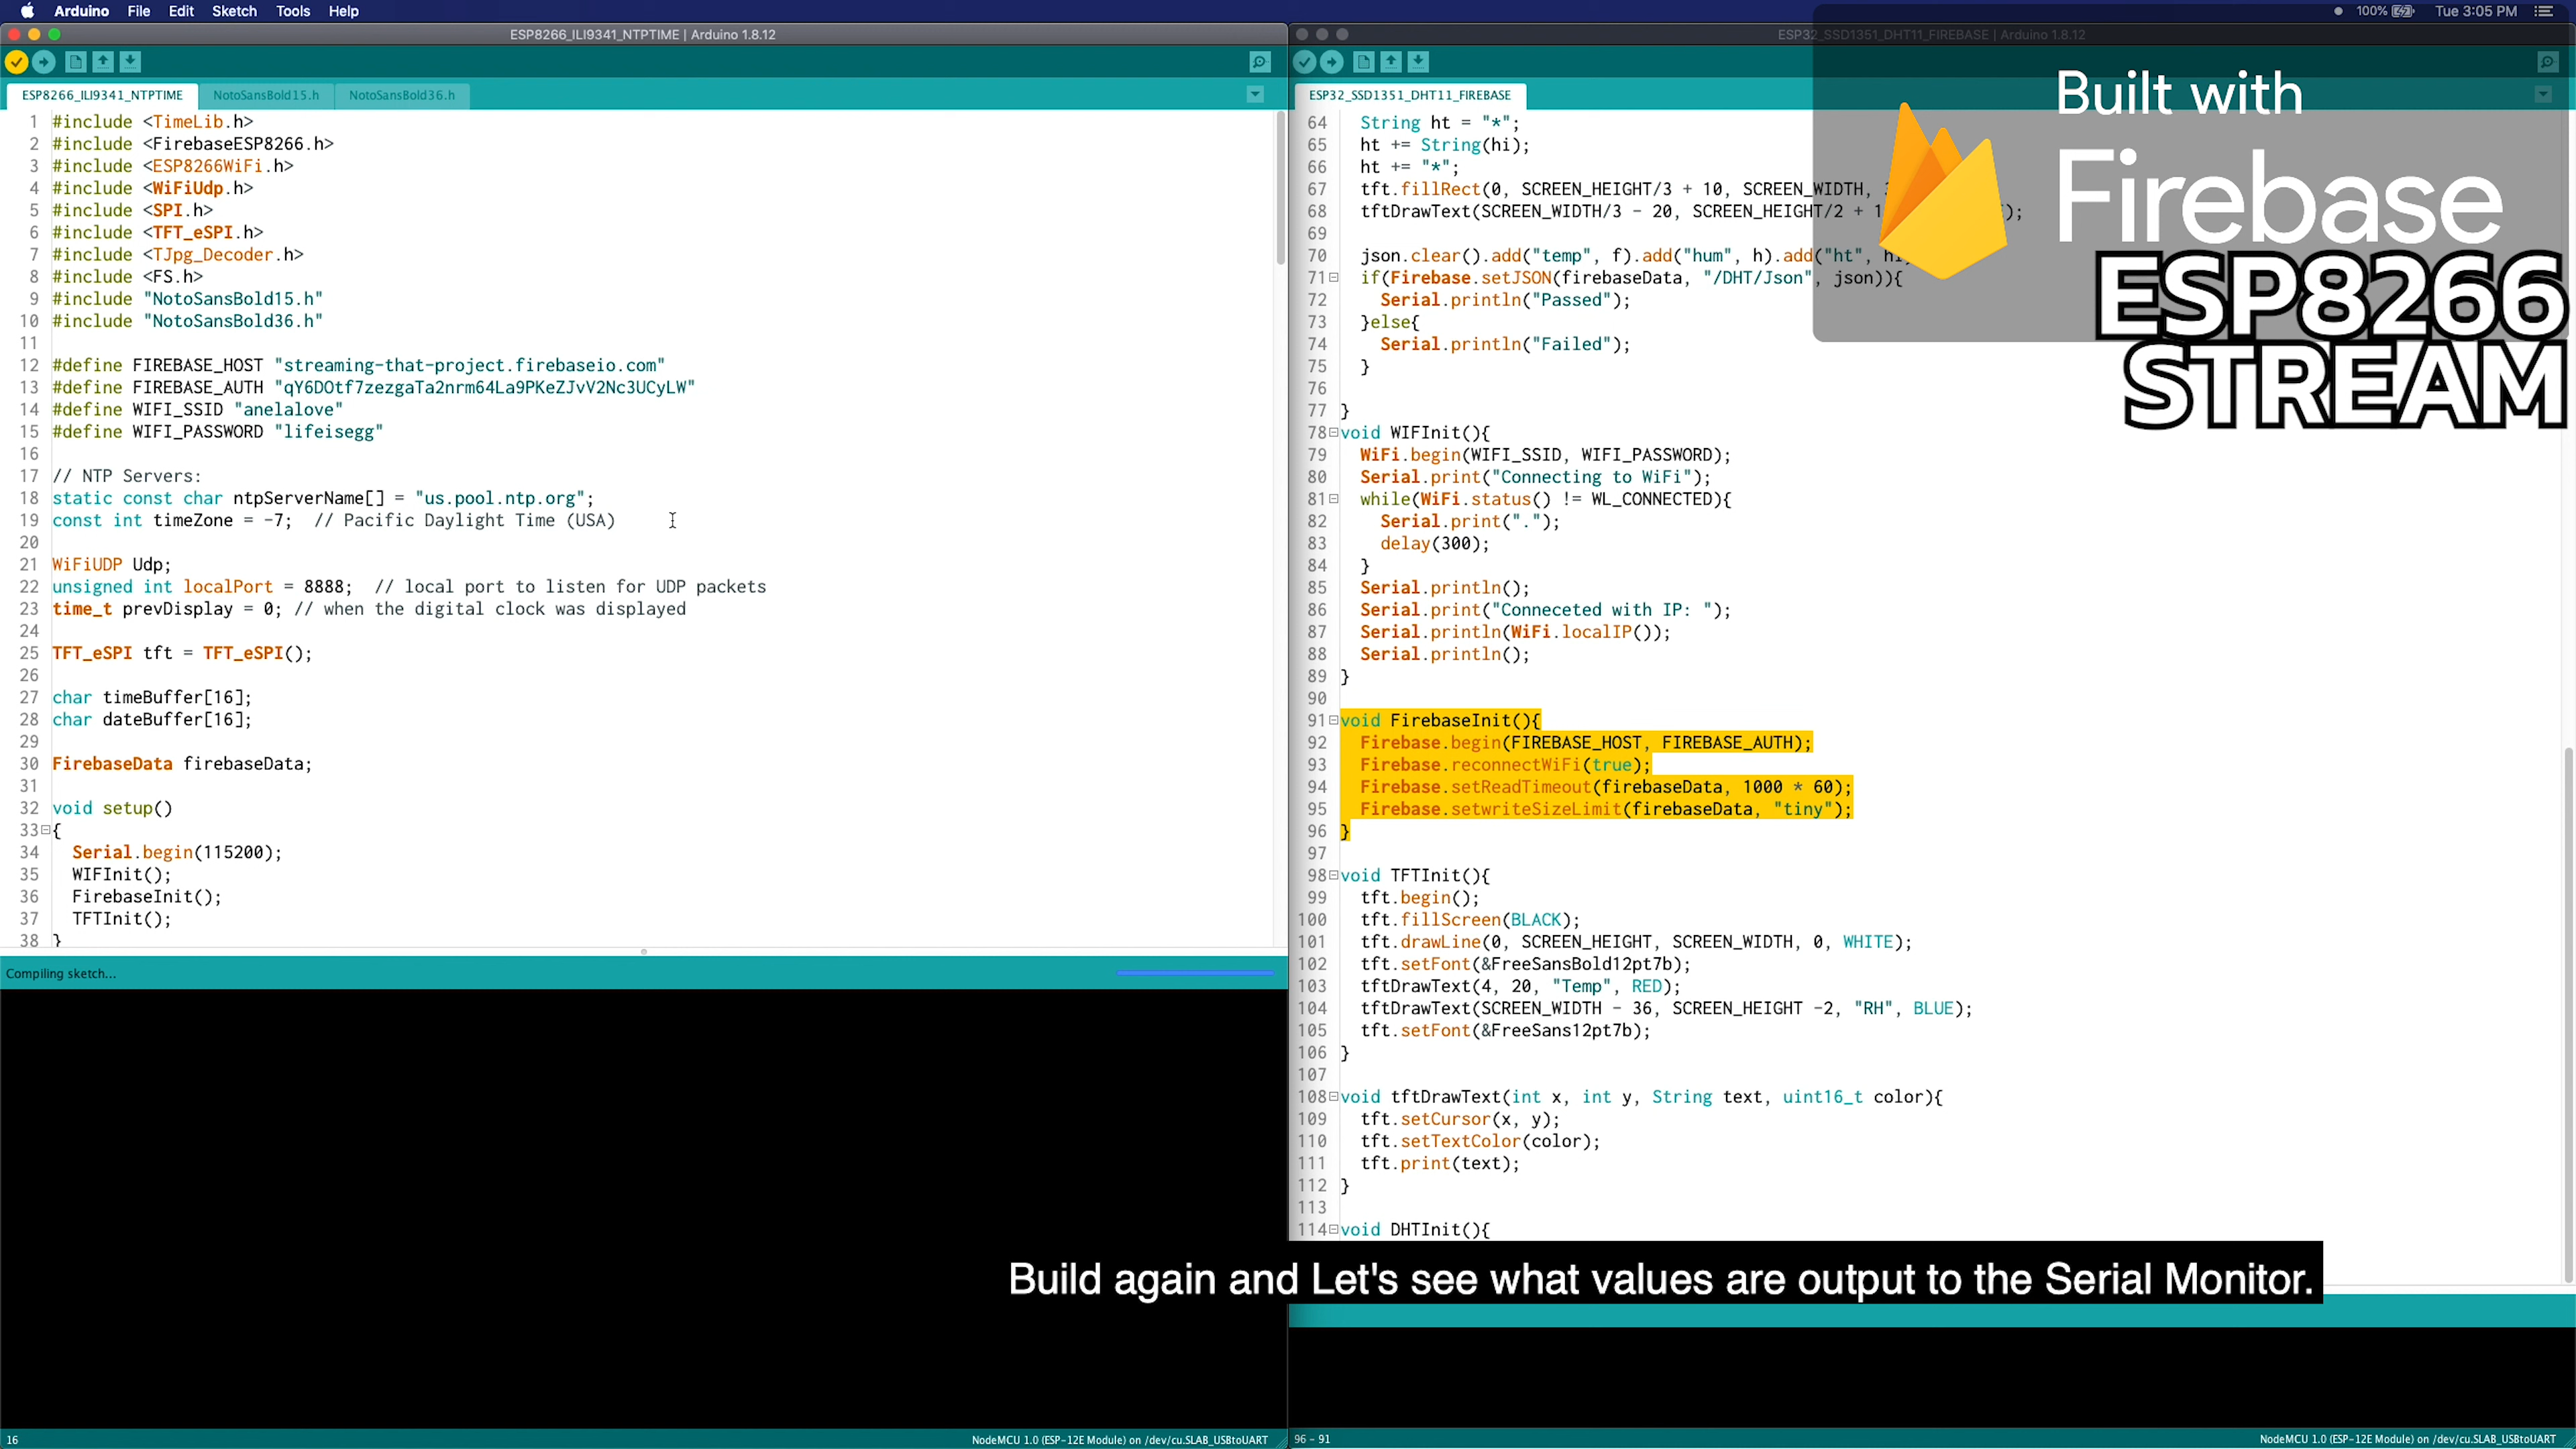 Arduino File Edit Sketch Tools Help
100% Tue 3:05 PM
ESP8266_ILI9341_NTPTIME | Arduino 1.8.12
ESP8266_ILI9341_NTPTIME NotoSansBold15.h NotoSansBold36.h
1 #include <TimeLib.h>
2 #include <FirebaseESP8266.h>
3 #include <ESP8266WiFi.h>
4 #include <WiFiUdp.h>
5 #include <SPI.h>
6 #include <TFT_eSPI.h>
7 #include <TJpg_Decoder.h>
8 #include <FS.h>
9 #include "NotoSansBold15.h"
10 #include "NotoSansBold36.h"
11
12 #define FIREBASE_HOST "streaming-that-project.firebaseio.com"
13 #define FIREBASE_AUTH "qY6DOtf7zezgaTa2nrm64La9PKeZJvV2Nc3UCyLW"
14 #define WIFI_SSID "anelalove"
15 #define WIFI_PASSWORD "lifeisegg"
16
17 // NTP Servers:
18 static const char ntpServerName[] = "us.pool.ntp.org";
19 const int timeZone = -7;  // Pacific Daylight Time (USA)
20
21 WiFiUDP Udp;
22 unsigned int localPort = 8888;  // local port to listen for UDP packets
23 time_t prevDisplay = 0; // when the digital clock was displayed
24
25 TFT_eSPI tft = TFT_eSPI();
26
27 char timeBuffer[16];
28 char dateBuffer[16];
29
30 FirebaseData firebaseData;
31
32 void setup()
33 {
34 Serial.begin(115200);
35 WIFInit();
36 FirebaseInit();
37 TFTInit();
38 }
Compiling sketch...
16
NodeMCU 1.0 (ESP-12E Module) on /dev/cu.SLAB_USBtoUART
ESP32_SSD1351_DHT11_FIREBASE | Arduino 1.8.12
ESP32_SSD1351_DHT11_FIREBASE
64 String ht = "*";
65 ht += String(hi);
66 ht += "*";
67 tft.fillRect(0, SCREEN_HEIGHT/3 + 10, SCREEN_WIDTH,
68 tftDrawText(SCREEN_WIDTH/3 - 20, SCREEN_HEIGHT/2 + 1 );
69
70 json.clear().add("temp", f).add("hum", h).add("ht",
71 if(Firebase.setJSON(firebaseData, "/DHT/Json", json)){
72 Serial.println("Passed");
73 }else{
74 Serial.println("Failed");
75 }
76
77 }
78 void WIFInit(){
79 WiFi.begin(WIFI_SSID, WIFI_PASSWORD);
80 Serial.print("Connecting to WiFi");
81 while(WiFi.status() != WL_CONNECTED){
82 Serial.print(".");
83 delay(300);
84 }
85 Serial.println();
86 Serial.print("Conneceted with IP: ");
87 Serial.println(WiFi.localIP());
88 Serial.println();
89 }
90
91 void FirebaseInit(){
92 Firebase.begin(FIREBASE_HOST, FIREBASE_AUTH);
93 Firebase.reconnectWiFi(true);
94 Firebase.setReadTimeout(firebaseData, 1000 * 60);
95 Firebase.setwriteSizeLimit(firebaseData, "tiny");
96 }
97
98 void TFTInit(){
99 tft.begin();
100 tft.fillScreen(BLACK);
101 tft.drawLine(0, SCREEN_HEIGHT, SCREEN_WIDTH, 0, WHITE);
102 tft.setFont(&FreeSansBold12pt7b);
103 tftDrawText(4, 20, "Temp", RED);
104 tftDrawText(SCREEN_WIDTH - 36, SCREEN_HEIGHT -2, "RH", BLUE);
105 tft.setFont(&FreeSans12pt7b);
106 }
107
108 void tftDrawText(int x, int y, String text, uint16_t color){
109 tft.setCursor(x, y);
110 tft.setTextColor(color);
111 tft.print(text);
112 }
113
114 void DHTInit(){
96 - 91
NodeMCU 1.0 (ESP-12E Module) on /dev/cu.SLAB_USBtoUART
Built with
Firebase
ESP8266
STREAM
Build again and Let's see what values are output to the Serial Monitor.